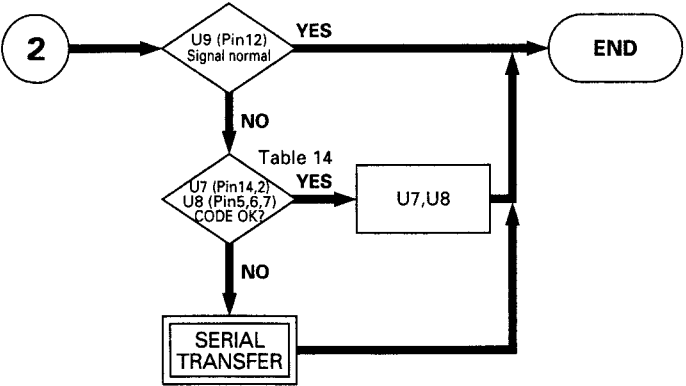 2
U9 (Pin12)
Signal normal
YES
END
NO
Table 14
U7 (Pin14,2)
U8 (Pin5,6,7)
CODE OK?
YES
U7,U8
NO
SERIAL
TRANSFER